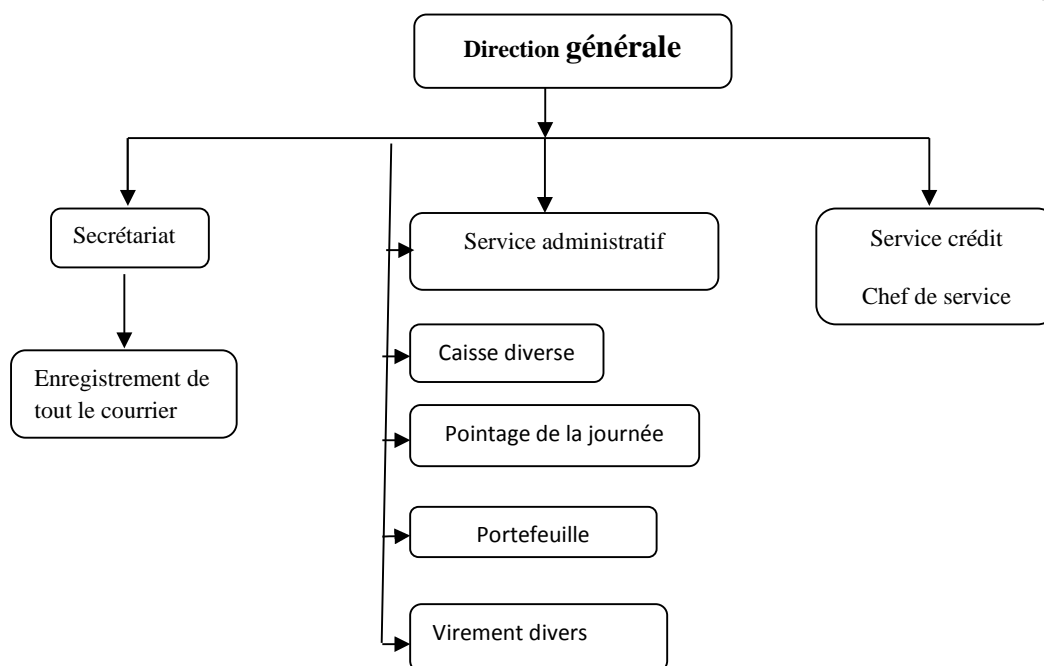 Direction générale
Secrétariat
Service administratif
Service crédit
Chef de service
Enregistrement de
tout le courrier
Caisse diverse
Pointage de la journée
Portefeuille
Virement divers